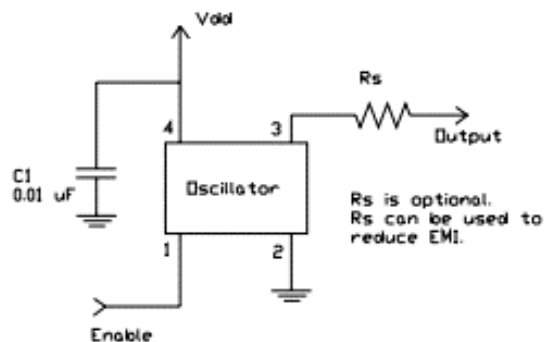 Vdd
Rs
4
3
Output
C1
0.01 uF
Oscillator
Rs is optional.
Rs can be used to
reduce EMI.
1
2
Enable